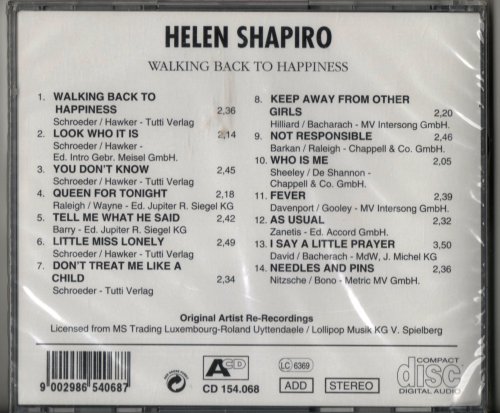 HELEN SHAPIRO
WALKING BACK TO HAPPINESS
1. WALKING BACK TO
HAPPINESS 2,36
Schroeder / Hawker - Tutti Verlag
2. LOOK WHO IT IS 2,14
Schroeder / Hawker -
Ed. Intro Gebr. Meisel GmbH.
3. YOU DON'T KNOW 2,45
Schroeder / Hawker - Tutti Verlag
4. QUEEN FOR TONIGHT 2,18
Raleigh / Wayne - Ed. Jupiter R. Siegel KG
5. TELL ME WHAT HE SAID 2,42
Barry - Ed. Jupiter R. Siegel KG
6. LITTLE MISS LONELY 2,49
Schroeder / Hawker - Tutti Verlag
7. DON'T TREAT ME LIKE A
CHILD 2,34
Schroeder - Tutti Verlag
8. KEEP AWAY FROM OTHER
GIRLS 2,20
Hilliard / Bacharach - MV Intersong GmbH.
9. NOT RESPONSIBLE 2,46
Barkan / Raleigh - Chappell & Co. GmbH.
10. WHO IS ME 2,05
Sheeley / De Shannon -
Chappell & Co. GmbH.
11. FEVER 2,39
Davenport / Gooley - MV Intersong GmbH.
12. AS USUAL 2,32
Zanetis - Ed. Accord GmbH.
13. I SAY A LITTLE PRAYER 3,50
David / Bacherach - MdW, J. Michel KG
14. NEEDLES AND PINS 2,36
Nitzsche / Bono - Metric MV GmbH.
Original Artist Re-Recordings
Licensed from MS Trading Luxembourg-Roland Uyttendaele / Lollipop Musik KG V. Spielberg
9 002986 540687
ACD
CD 154.068
LC 6369
ADD
STEREO
COMPACT
disc
DIGITAL AUDIO